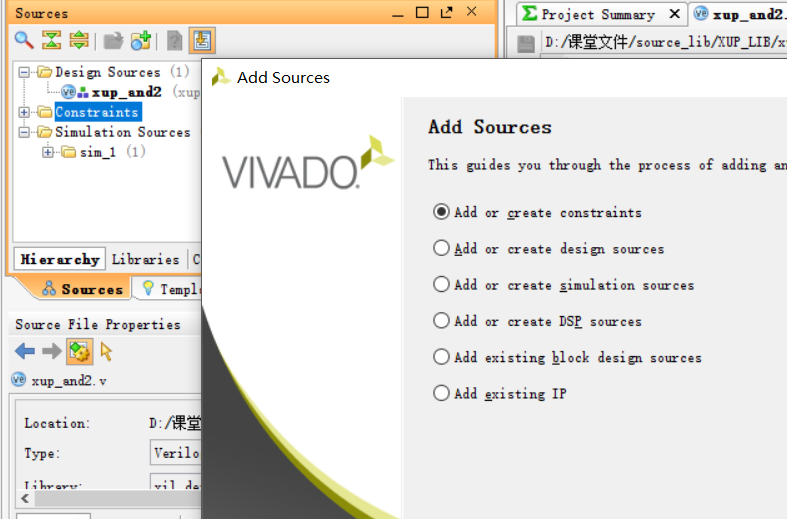 Sources
Design Sources (1)
xup_and2 (xup
Constraints
Simulation Sources
sim_1 (1)
Hierarchy Libraries C
Sources Templ
Source File Properties
xup_and2.v
Location: D:/课堂
Type: Verilo
Library: xil_de
Project Summary xup_and2.
D:/课堂文件/source_lib/XUP_LIB/x
Add Sources
VIVADO.
Add Sources
This guides you through the process of adding an
Add or create constraints
Add or create design sources
Add or create simulation sources
Add or create DSP sources
Add existing block design sources
Add existing IP